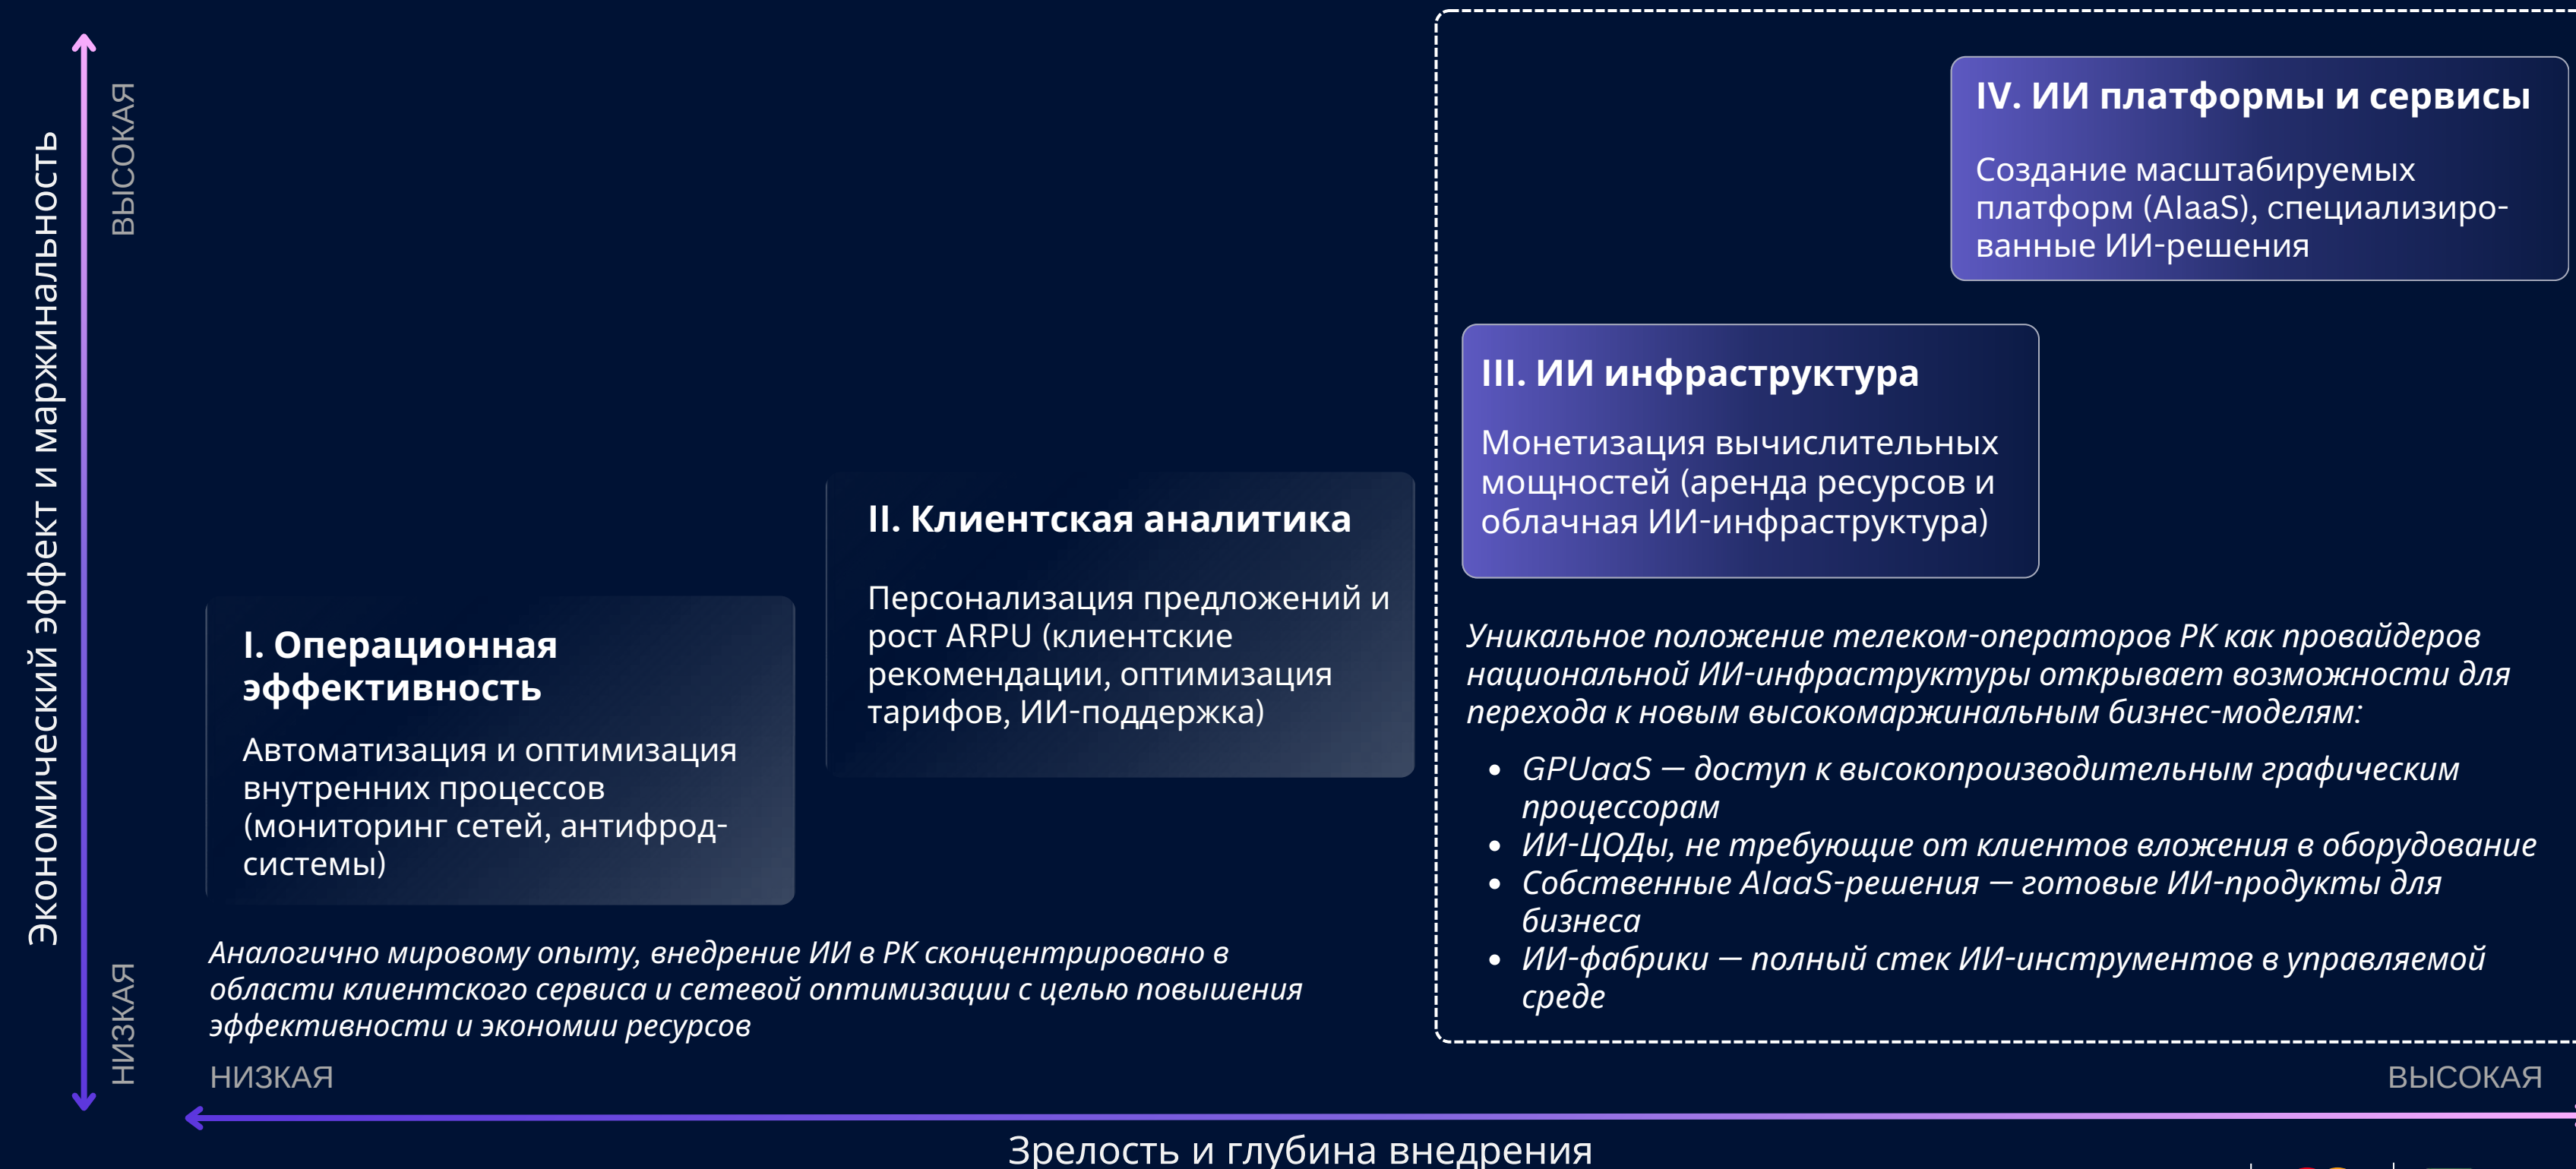 Экономический эффект и маржинальность
ВЫСОКАЯ
НИЗКАЯ
IV. ИИ платформы и сервисы
Создание масштабируемых
платформ (AIaaS), специализиро-
ванные ИИ-решения
III. ИИ инфраструктура
Монетизация вычислительных
мощностей (аренда ресурсов и
облачная ИИ-инфраструктура)
II. Клиентская аналитика
Персонализация предложений и
рост ARPU (клиентские
рекомендации, оптимизация
тарифов, ИИ-поддержка)
I. Операционная
эффективность
Автоматизация и оптимизация
внутренних процессов
(мониторинг сетей, антифрод-
системы)
Аналогично мировому опыту, внедрение ИИ в РК сконцентрировано в
области клиентского сервиса и сетевой оптимизации с целью повышения
эффективности и экономии ресурсов
Уникальное положение телеком-операторов РК как провайдеров
национальной ИИ-инфраструктуры открывает возможности для
перехода к новым высокомаржинальным бизнес-моделям:
• GPUaaS — доступ к высокопроизводительным графическим
процессорам
• ИИ-ЦОДы, не требующие от клиентов вложения в оборудование
• Собственные AIaaS-решения — готовые ИИ-продукты для
бизнеса
• ИИ-фабрики — полный стек ИИ-инструментов в управляемой
среде
НИЗКАЯ
ВЫСОКАЯ
Зрелость и глубина внедрения